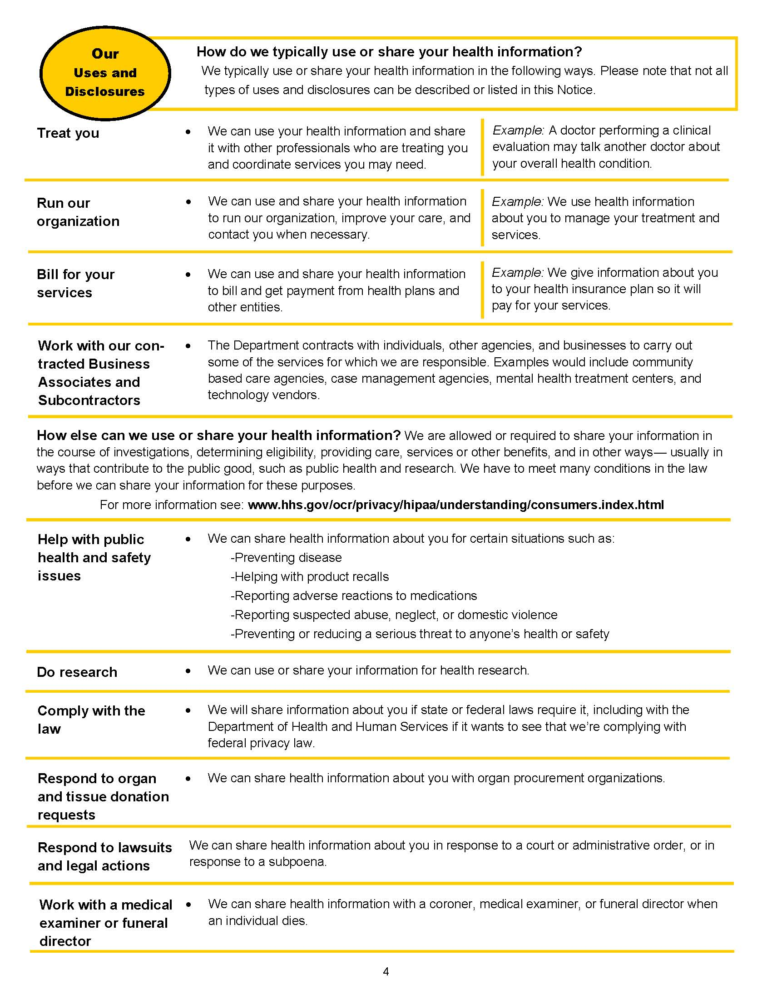 Our
Uses and
Disclosures
How do we typically use or share your health information?
We typically use or share your health information in the following ways. Please note that not all
types of uses and disclosures can be described or listed in this Notice.
Treat you
• We can use your health information and share
it with other professionals who are treating you
and coordinate services you may need.
Example: A doctor performing a clinical
evaluation may talk another doctor about
your overall health condition.
Run our
organization
• We can use and share your health information
to run our organization, improve your care, and
contact you when necessary.
Example: We use health information
about you to manage your treatment and
services.
Bill for your
services
• We can use and share your health information
to bill and get payment from health plans and
other entities.
Example: We give information about you
to your health insurance plan so it will
pay for your services.
Work with our con-
tracted Business
Associates and
Subcontractors
• The Department contracts with individuals, other agencies, and businesses to carry out
some of the services for which we are responsible. Examples would include community
based care agencies, case management agencies, mental health treatment centers, and
technology vendors.
How else can we use or share your health information? We are allowed or required to share your information in
the course of investigations, determining eligibility, providing care, services or other benefits, and in other ways— usually in
ways that contribute to the public good, such as public health and research. We have to meet many conditions in the law
before we can share your information for these purposes.
For more information see: www.hhs.gov/ocr/privacy/hipaa/understanding/consumers.index.html
Help with public
health and safety
issues
• We can share health information about you for certain situations such as:
-Preventing disease
-Helping with product recalls
-Reporting adverse reactions to medications
-Reporting suspected abuse, neglect, or domestic violence
-Preventing or reducing a serious threat to anyone’s health or safety
Do research
• We can use or share your information for health research.
Comply with the
law
• We will share information about you if state or federal laws require it, including with the
Department of Health and Human Services if it wants to see that we’re complying with
federal privacy law.
Respond to organ
and tissue donation
requests
• We can share health information about you with organ procurement organizations.
Respond to lawsuits
and legal actions
We can share health information about you in response to a court or administrative order, or in
response to a subpoena.
Work with a medical
examiner or funeral
director
• We can share health information with a coroner, medical examiner, or funeral director when
an individual dies.
4